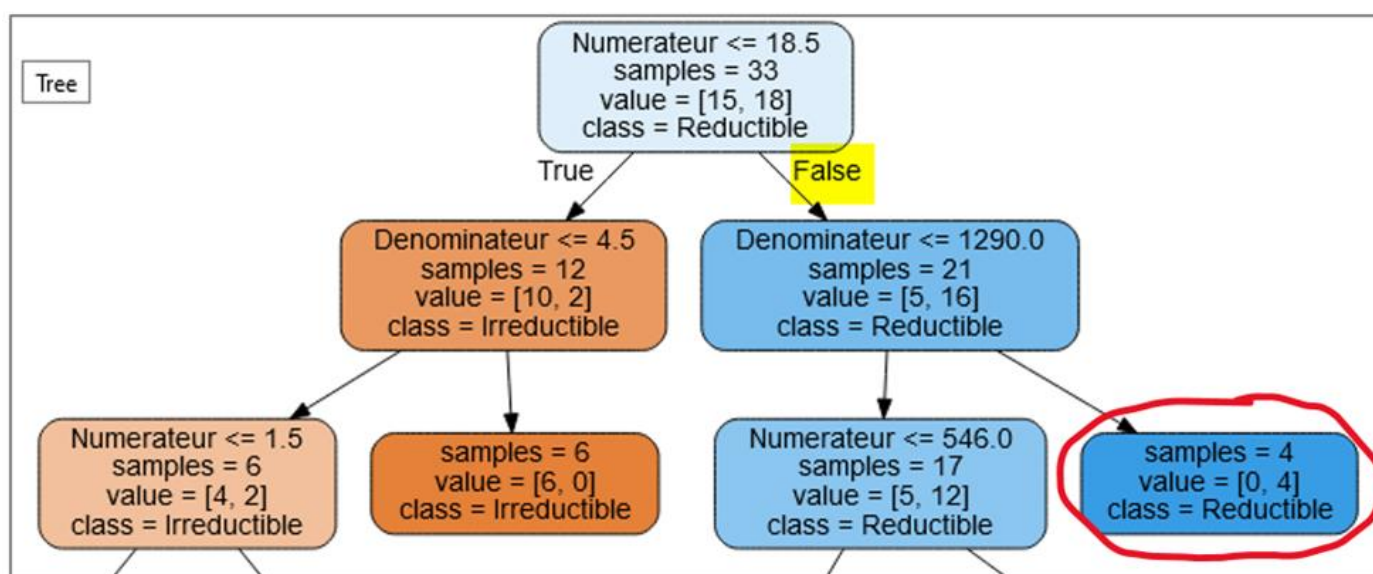 Tree
Numerateur <= 18.5
samples = 33
value = [15, 18]
class = Reductible
True
False
Denominateur <= 4.5
samples = 12
value = [10, 2]
class = Irreductible
Denominateur <= 1290.0
samples = 21
value = [5, 16]
class = Reductible
Numerateur <= 1.5
samples = 6
value = [4, 2]
class = Irreductible
samples = 6
value = [6, 0]
class = Irreductible
Numerateur <= 546.0
samples = 17
value = [5, 12]
class = Reductible
samples = 4
value = [0, 4]
class = Reductible